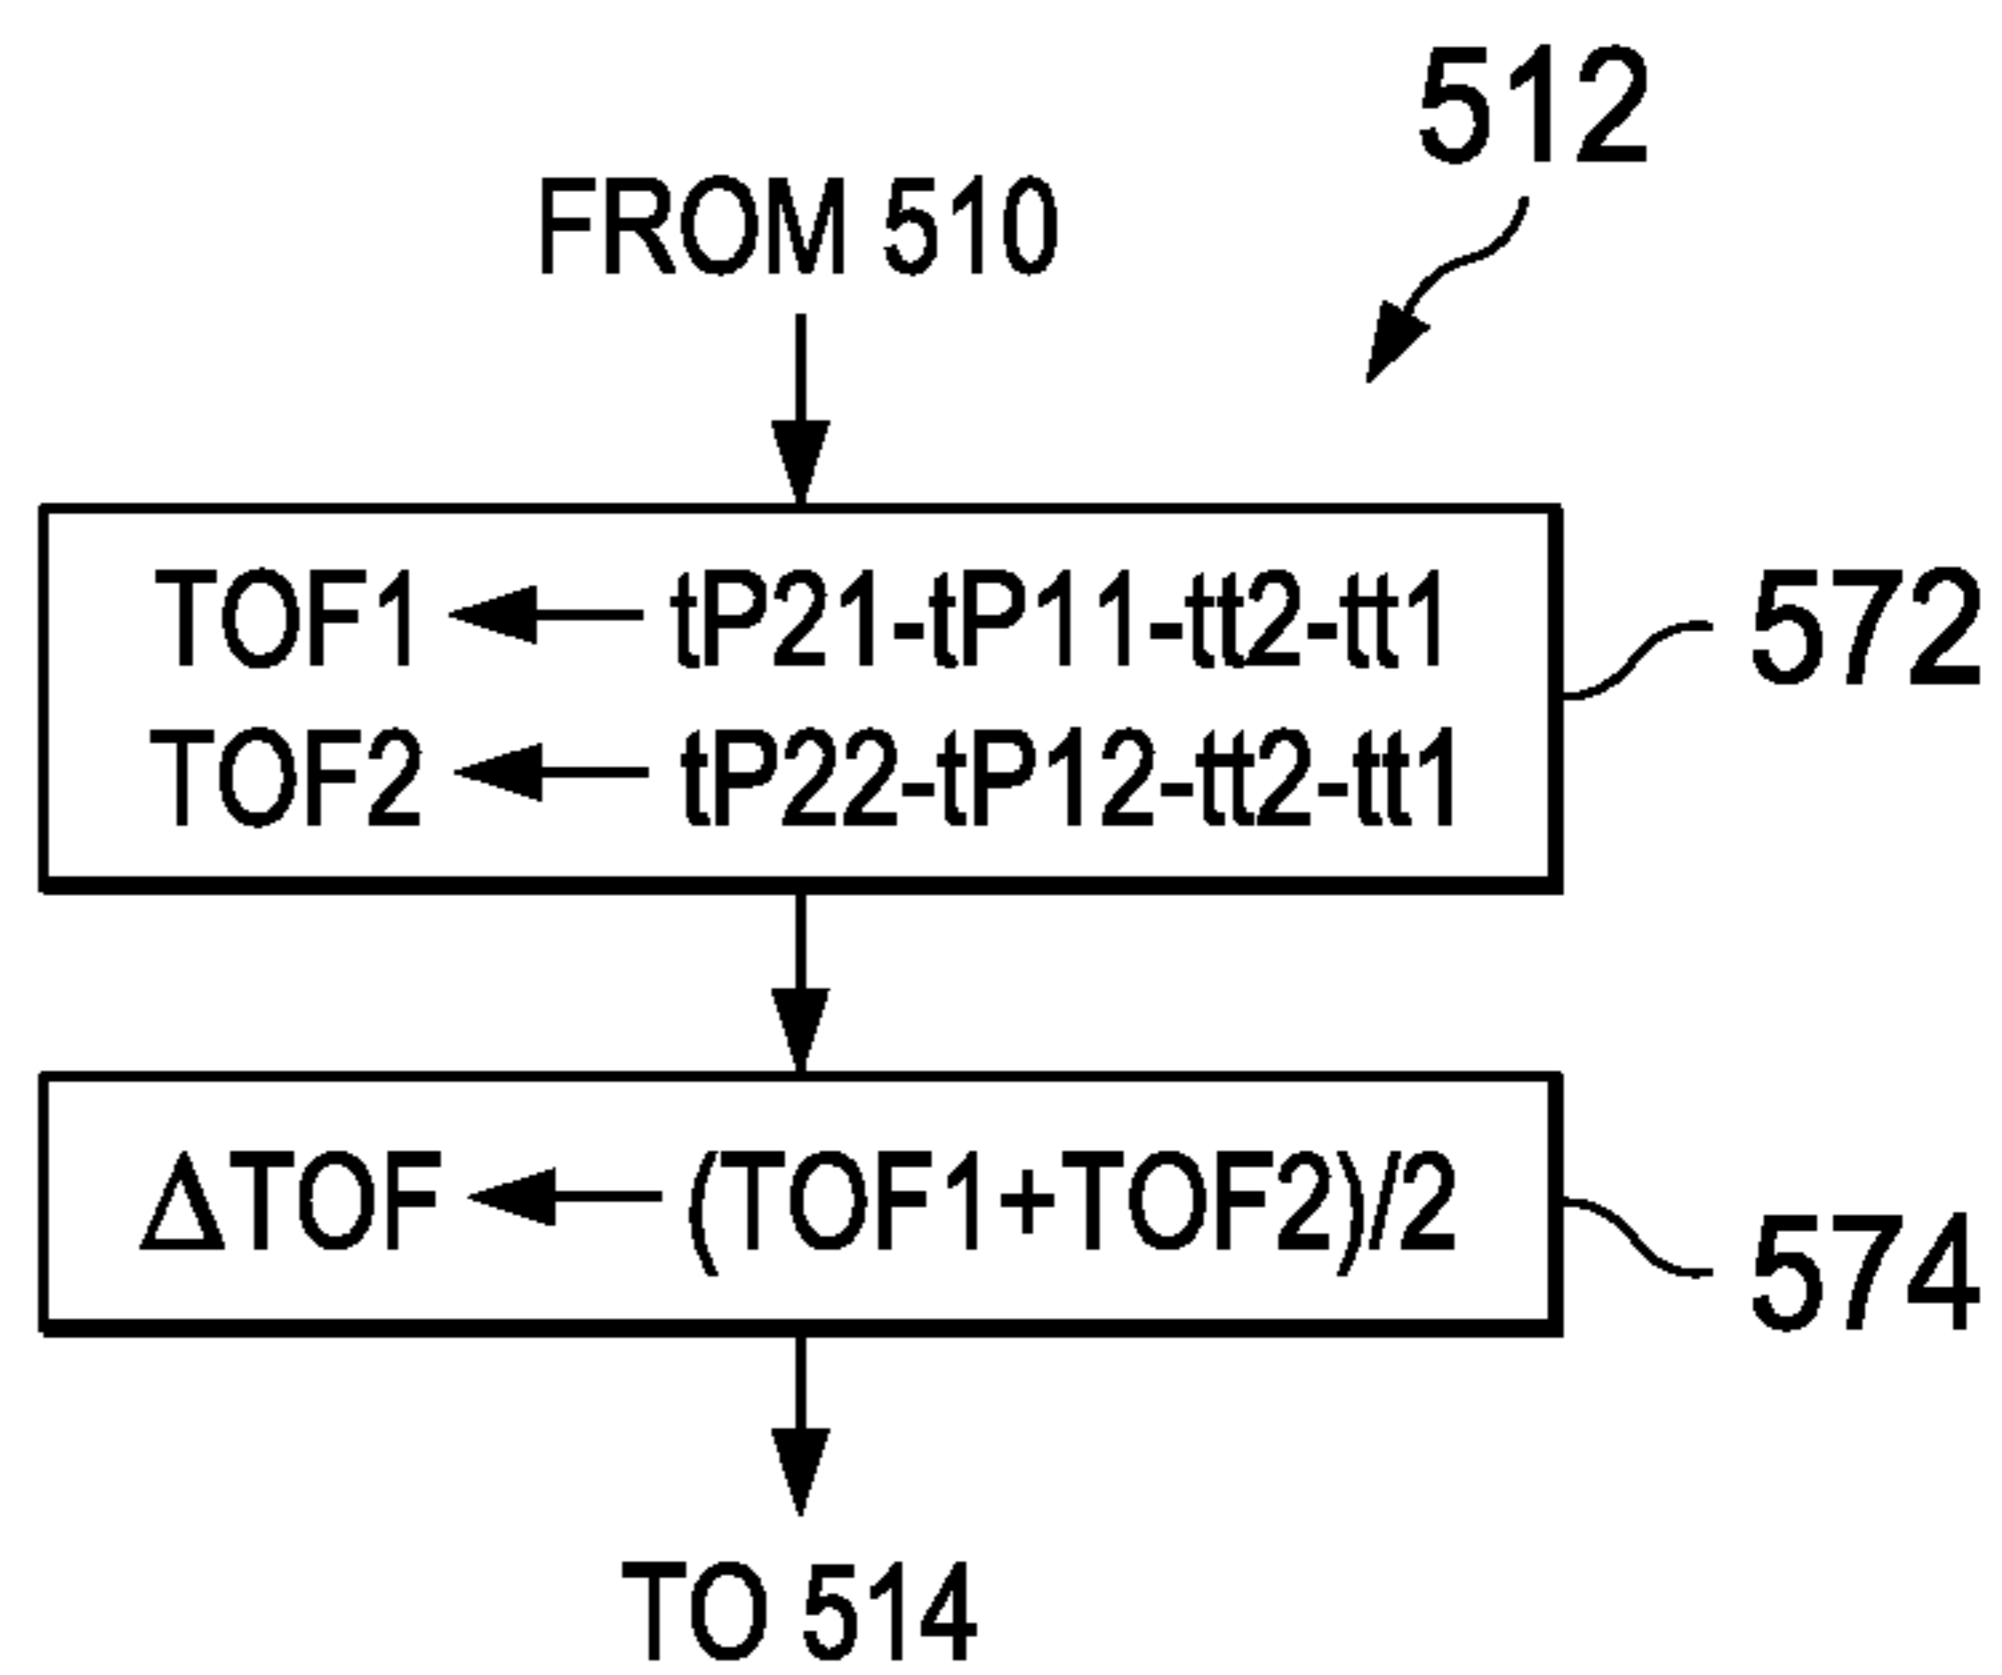 512
FROM 510
TOF1 ← tP21-tP11-tt2-tt1
572
TOF2 ← tP22-tP12-tt2-tt1
ΔTOF ← (TOF1+TOF2)/2
574
TO 514